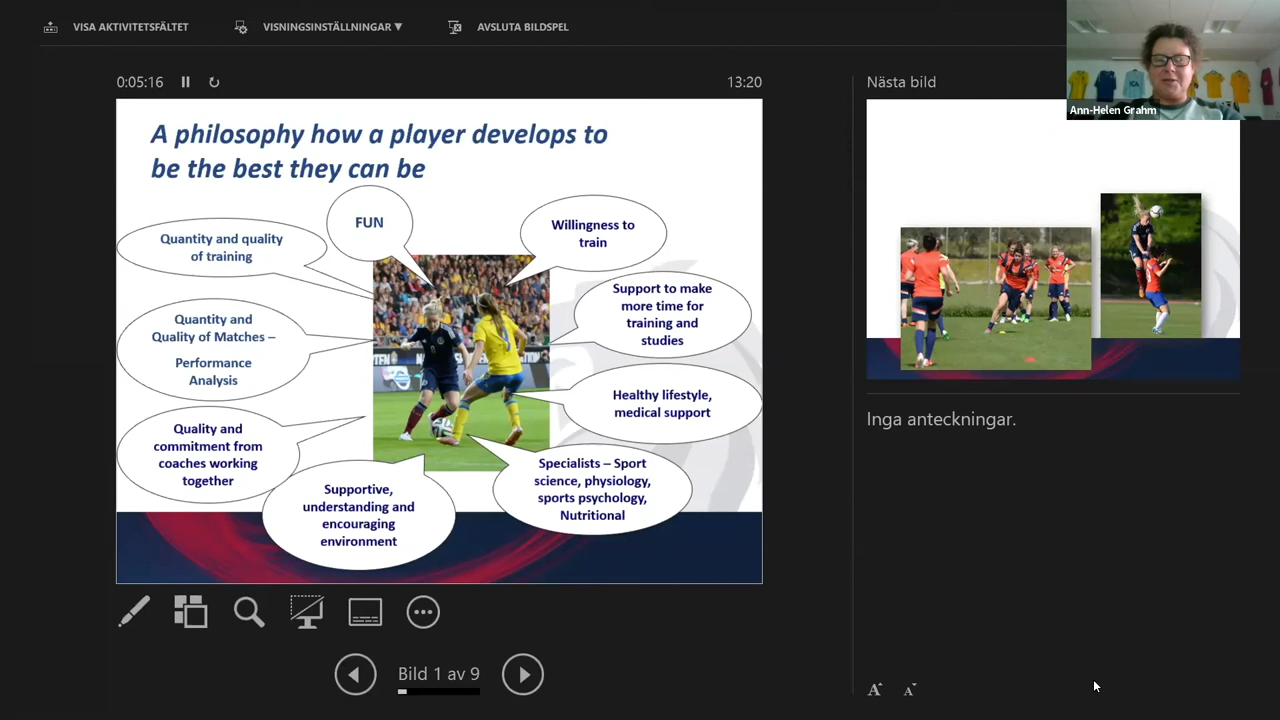 VISA AKTIVITETSFÄLTET
VISNINGSINSTÄLLNINGAR ▼
AVSLUTA BILDSPEL
Ann-Helen Grahm
0:05:16
13:20
Nästa bild
A philosophy how a player develops to
be the best they can be
FUN
Willingness to
train
Quantity and quality
of training
Support to make
more time for
training and
studies
Quantity and
Quality of Matches –
Performance
Analysis
Healthy lifestyle,
medical support
Quality and
commitment from
coaches working
together
Specialists – Sport
science, physiology,
sports psychology,
Nutritional
Supportive,
understanding and
encouraging
environment
Inga anteckningar.
Bild 1 av 9
A A